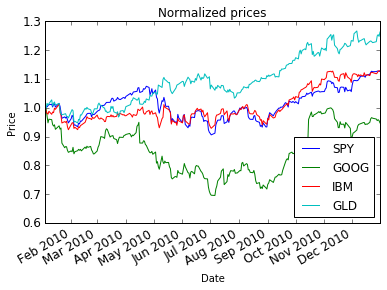 Normalized prices
1.3
1.2
1.1
1.0
0.9
0.8
0.7
0.6
Price
SPY
GOOG
IBM
GLD
Feb 2010
Mar 2010
Apr 2010
May 2010
Jun 2010
Jul 2010
Aug 2010
Sep 2010
Oct 2010
Nov 2010
Dec 2010
Date